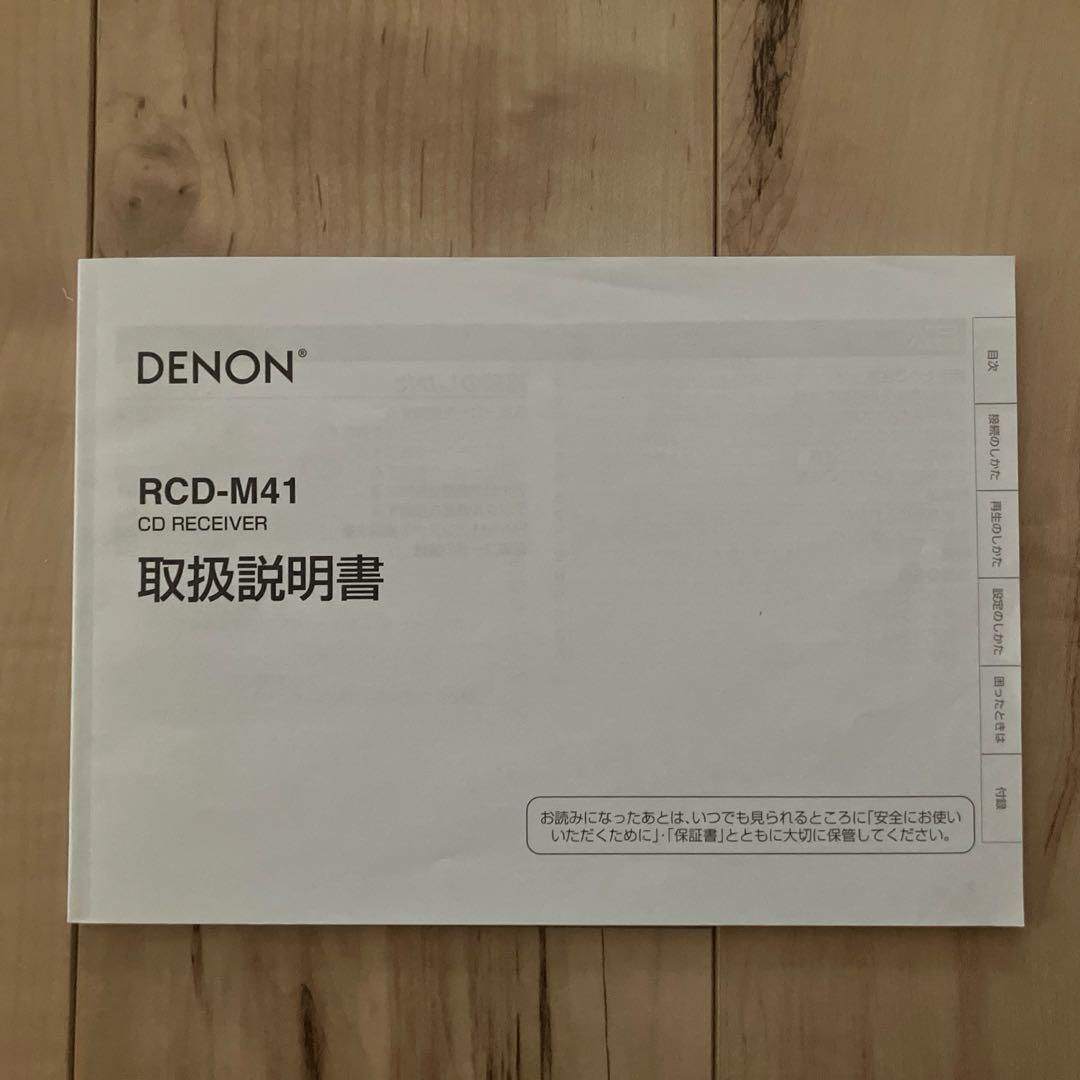 DENON®
RCD-M41
CD RECEIVER
取扱説明書
目次
接続のしかた
再生のしかた
設定のしかた
困ったときは
付録
お読みになったあとは、いつでも見られるところに「安全にお使い
いただくために」・「保証書」とともに大切に保管してください。